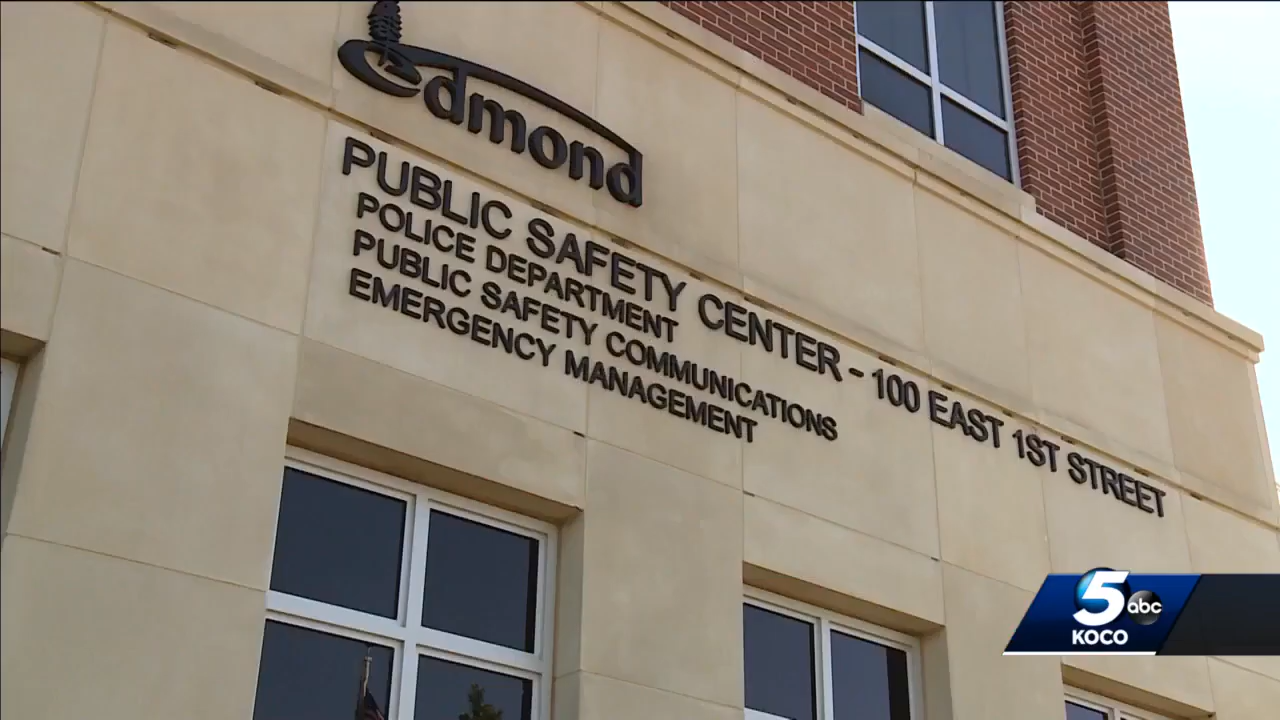 Edmond
PUBLIC SAFETY CENTER - 100 EAST 1ST STREET
POLICE DEPARTMENT
PUBLIC SAFETY COMMUNICATIONS
EMERGENCY MANAGEMENT
5 abc
KOCO